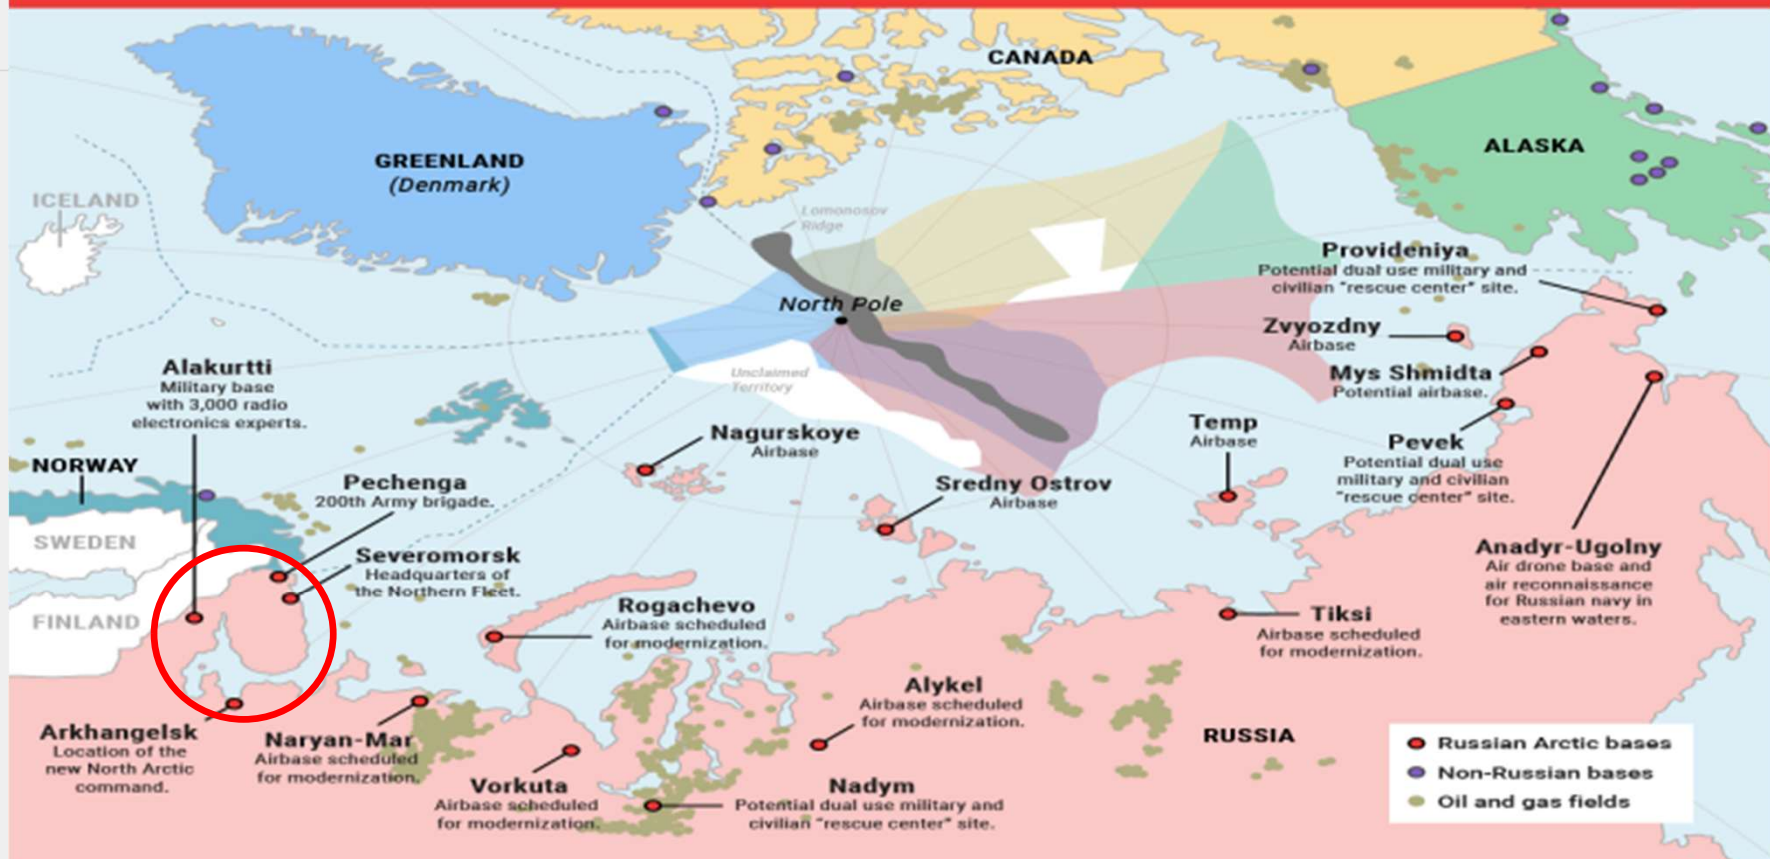 CANADA
GREENLAND
(Denmark)
ALASKA
ICELAND
Lomonosov
Ridge
North Pole
Unclaimed
Territory
Provideniya
Potential dual use military and
civilian "rescue center" site.
Zvyozdny
Airbase
Mys Shmidta
Potential airbase.
Pevek
Potential dual use
military and civilian
"rescue center" site.
Anadyr-Ugolny
Air drone base and
air reconnaissance
for Russian navy in
eastern waters.
Alakurtti
Military base
with 3,000 radio
electronics experts.
NORWAY
SWEDEN
FINLAND
Pechenga
200th Army brigade.
Severomorsk
Headquarters of
the Northern Fleet.
Nagurskoye
Airbase
Sredny Ostrov
Airbase
Temp
Airbase
Rogachevo
Airbase scheduled
for modernization.
Tiksi
Airbase scheduled
for modernization.
Alykel
Airbase scheduled
for modernization.
Arkhangelsk
Location of the
new North Arctic
command.
Naryan-Mar
Airbase scheduled
for modernization.
Vorkuta
Airbase scheduled
for modernization.
Nadym
Potential dual use military and
civilian "rescue center" site.
RUSSIA
Russian Arctic bases
Non-Russian bases
Oil and gas fields